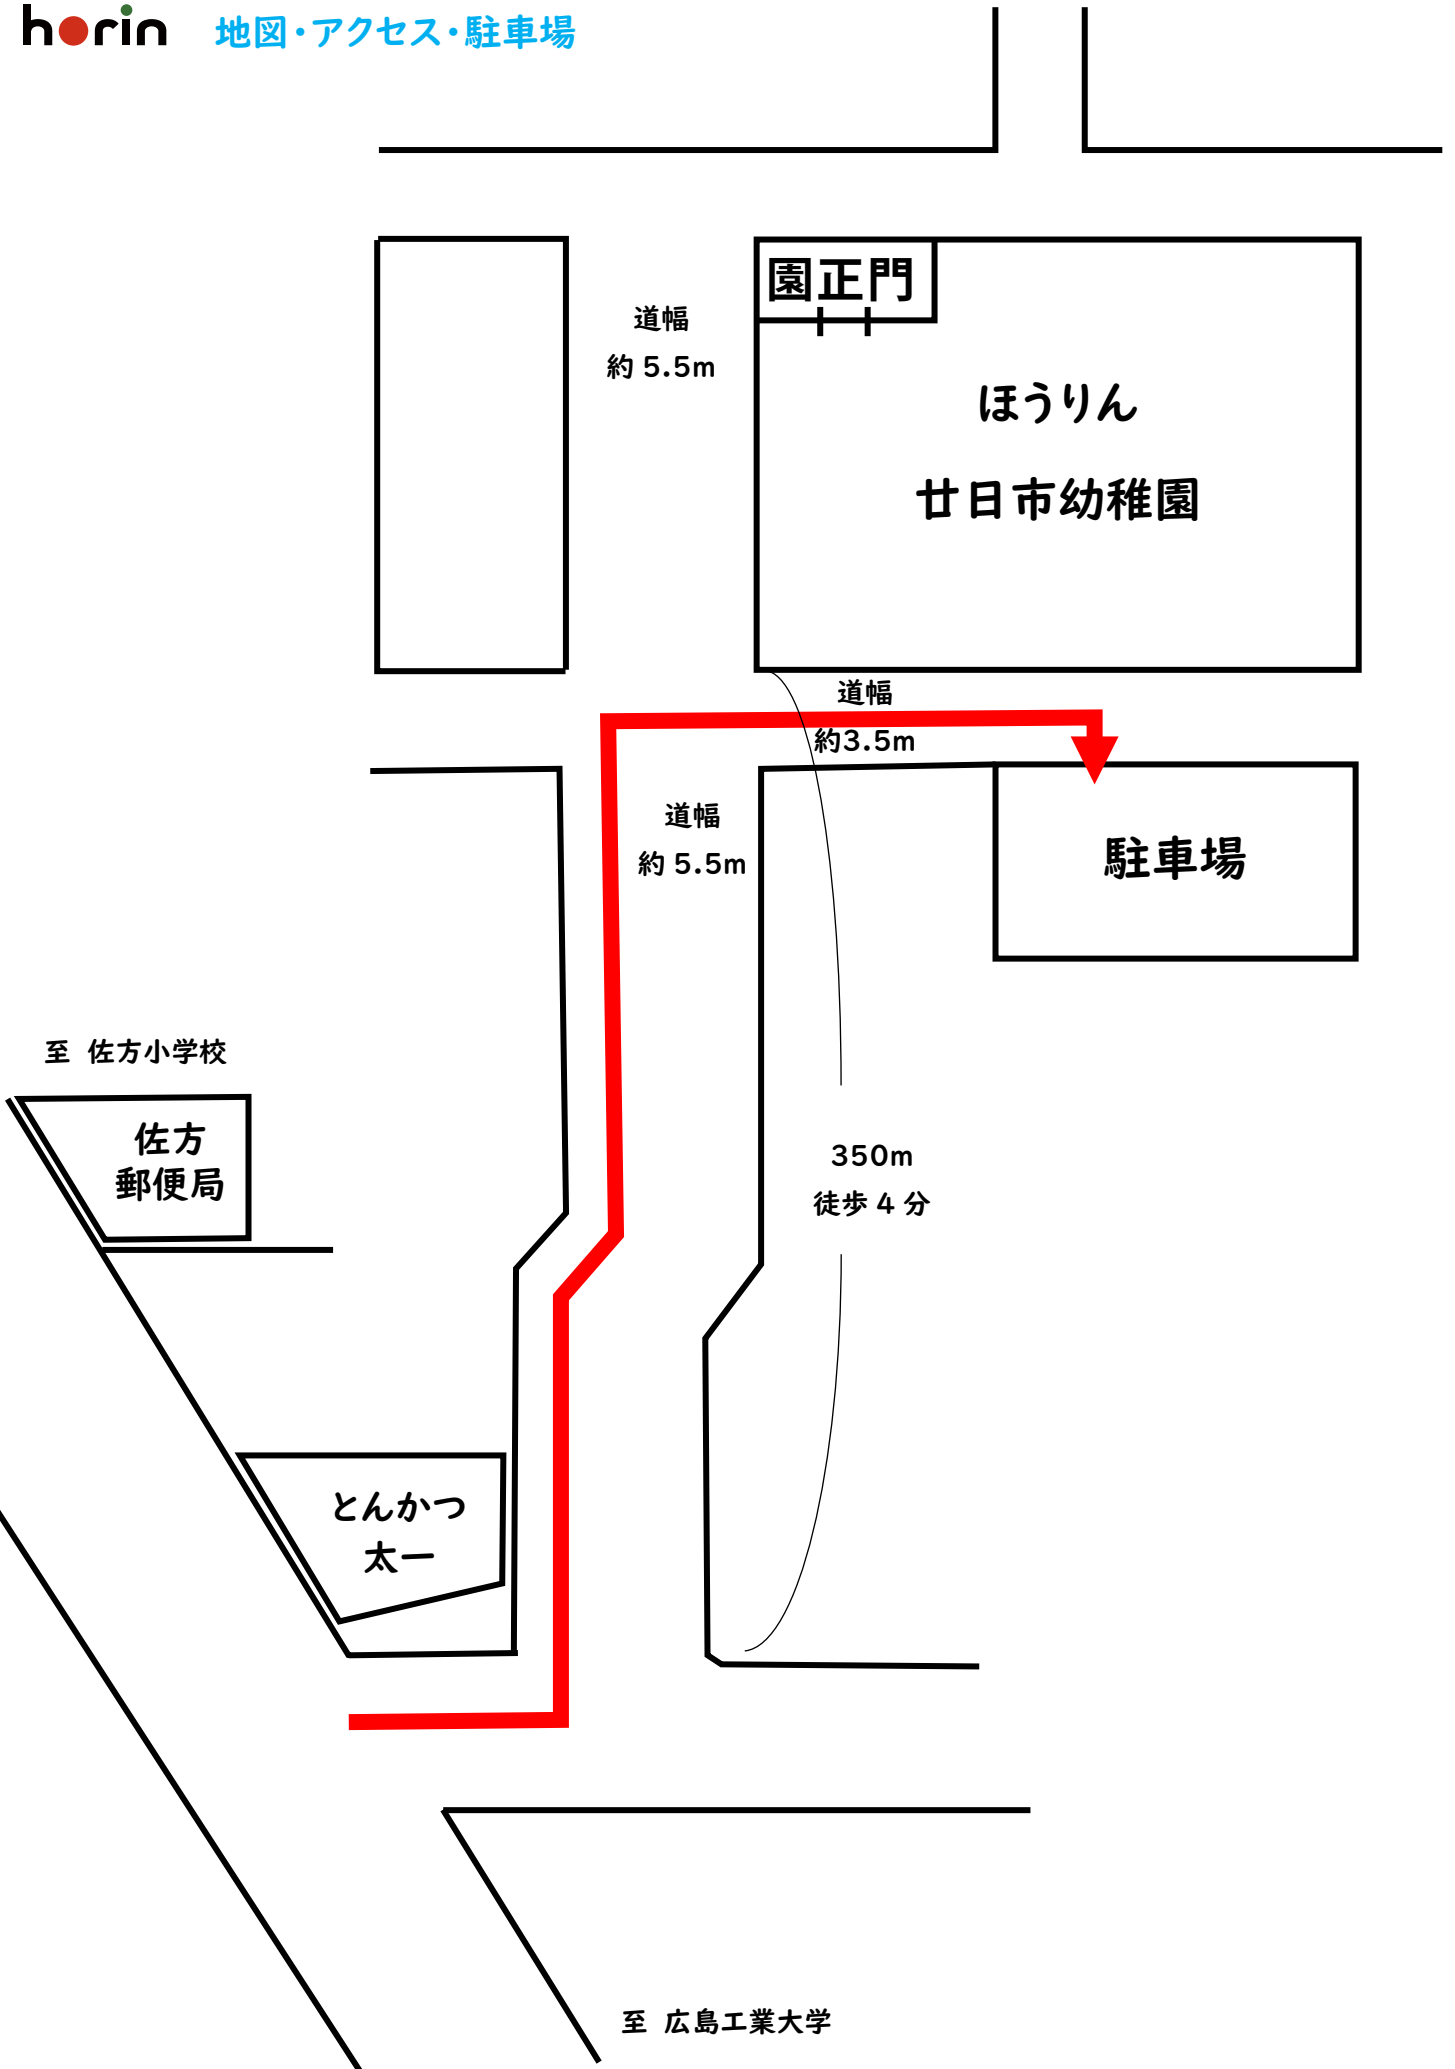 horin
地図・アクセス・駐車場
園正門
道幅
約5.5m
ほうりん
廿日市幼稚園
道幅
約3.5m
道幅
約5.5m
駐車場
至 佐方小学校
佐方
郵便局
350m
徒歩4分
とんかつ
太一
至 広島工業大学